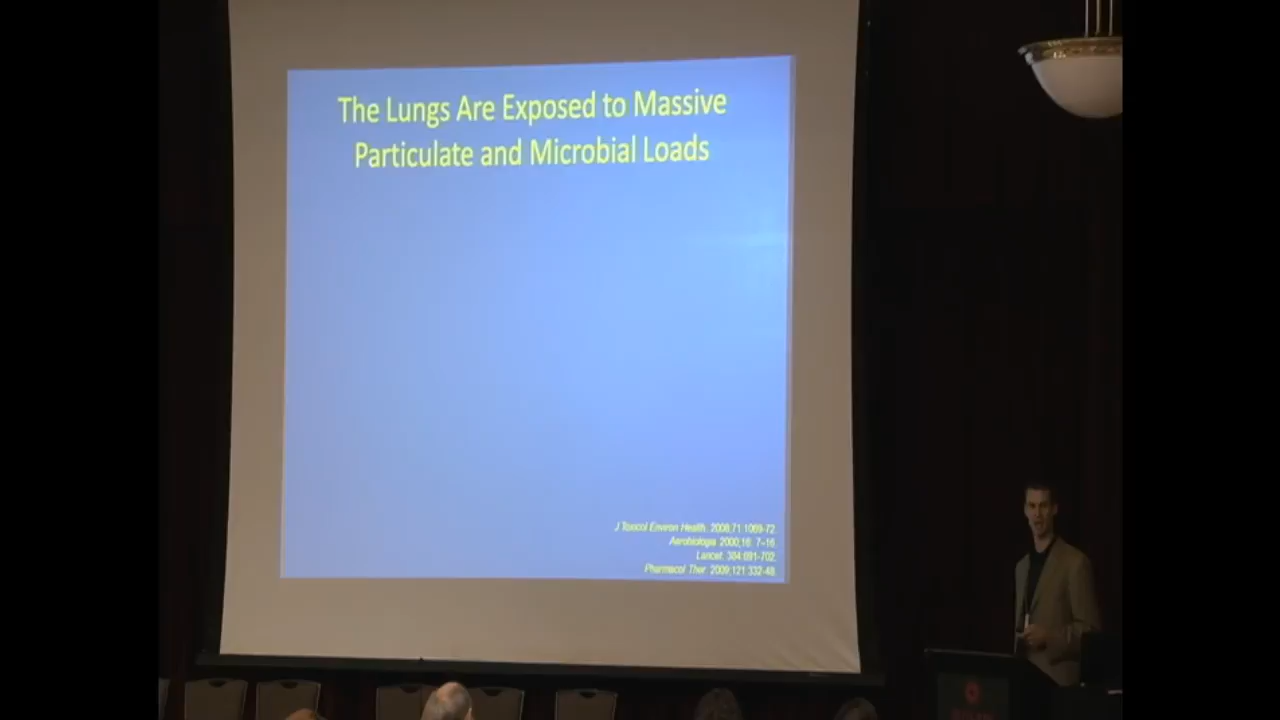 The Lungs Are Exposed to Massive
Particulate and Microbial Loads
J Toxicol Environ Health. 2008;71:1069-72.
Aerobiologia 2000;16: 7–16.
Lancet. 384:691-702.
Pharmacol Ther. 2009;121:332-48.